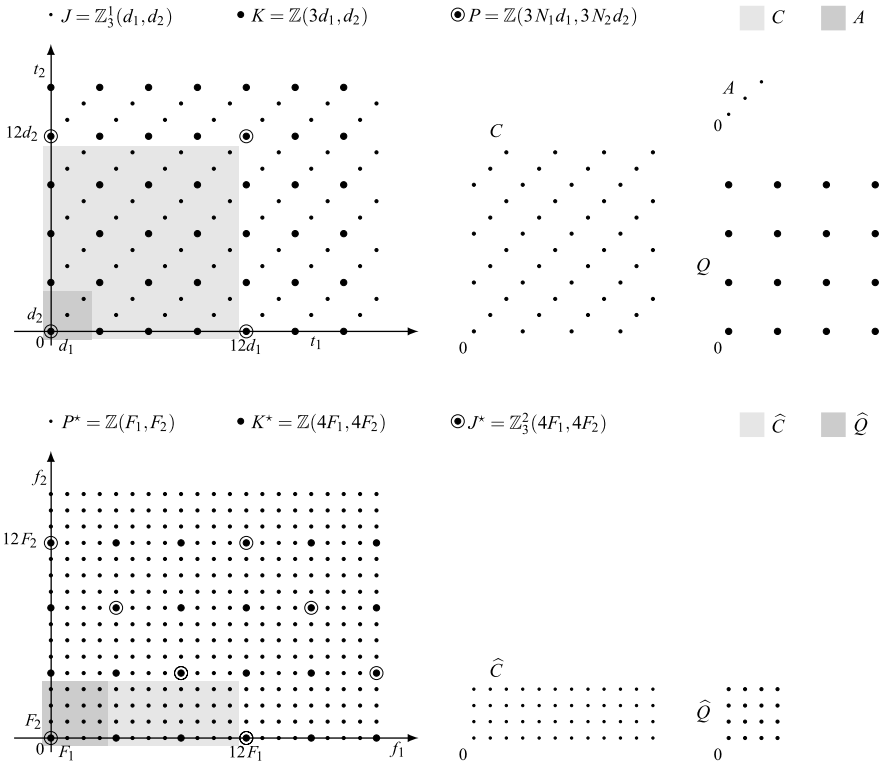 J = ℤ₃¹(d₁,d₂) K = ℤ(3d₁,d₂) P = ℤ(3N₁d₁,3N₂d₂) C A
t₂
A
0
12d₂
C
Q
d₂
0 d₁ 12d₁ t₁ 0 0
P⋆ = ℤ(F₁,F₂) K⋆ = ℤ(4F₁,4F₂) J⋆ = ℤ₃²(4F₁,4F₂) Ĉ Q̂
f₂
12F₂
Ĉ
Q̂
F₂
0 F₁ 12F₁ f₁ 0 0